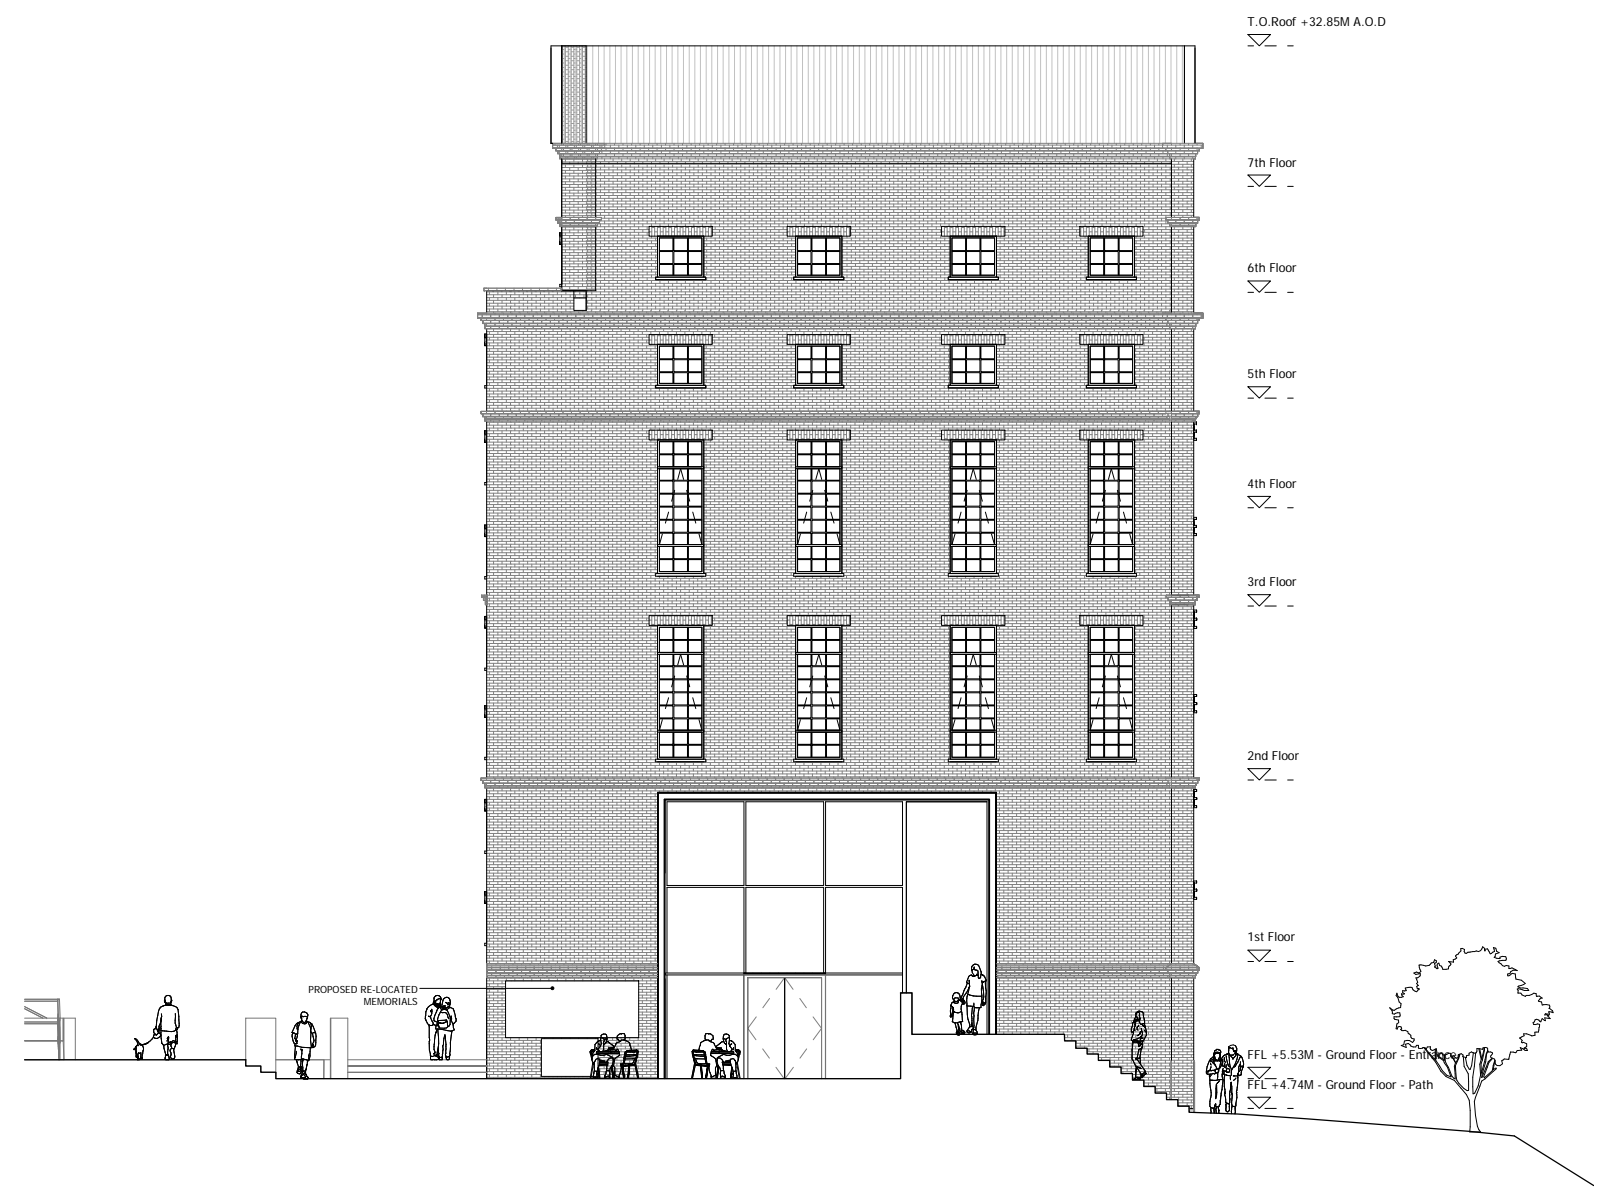 T.O.Roof +32.85M A.O.D
7th Floor
6th Floor
5th Floor
4th Floor
3rd Floor
2nd Floor
1st Floor
PROPOSED RE-LOCATED
MEMORIALS
FFL +5.53M - Ground Floor - Entrance
FFL +4.74M - Ground Floor - Path